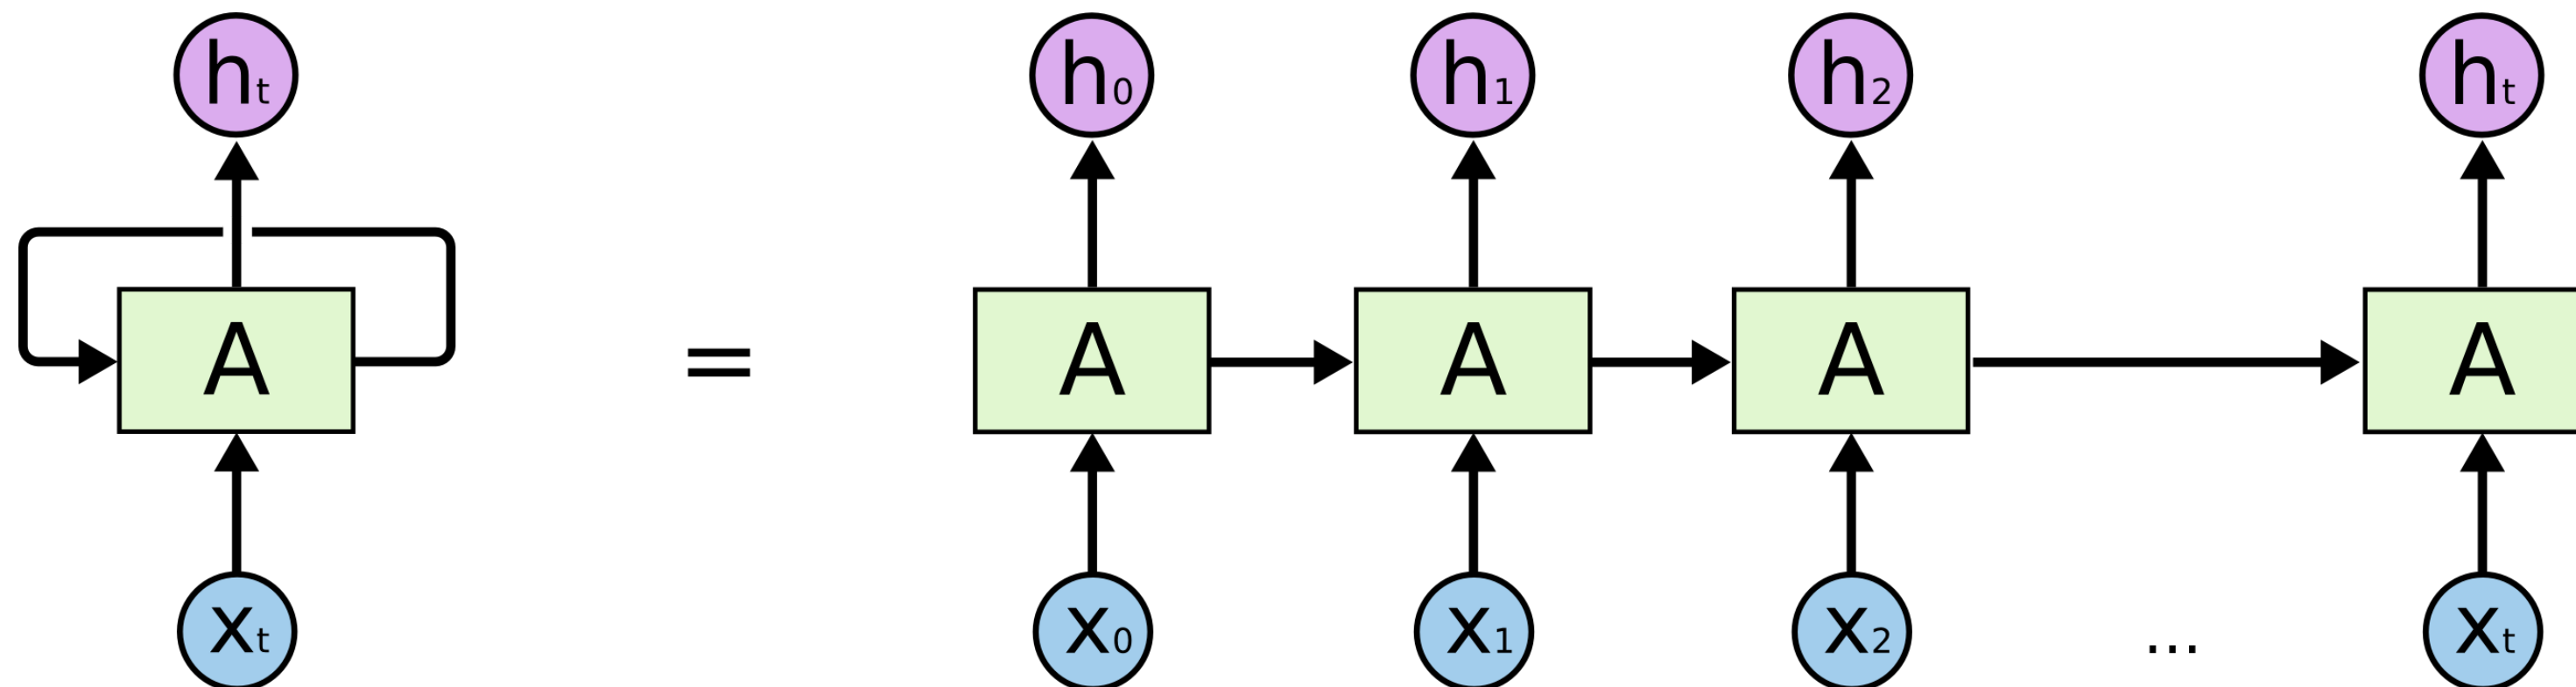 hₜ h₀ h₁ h₂ hₜ
A = A A A A
xₜ x₀ x₁ x₂ ... xₜ